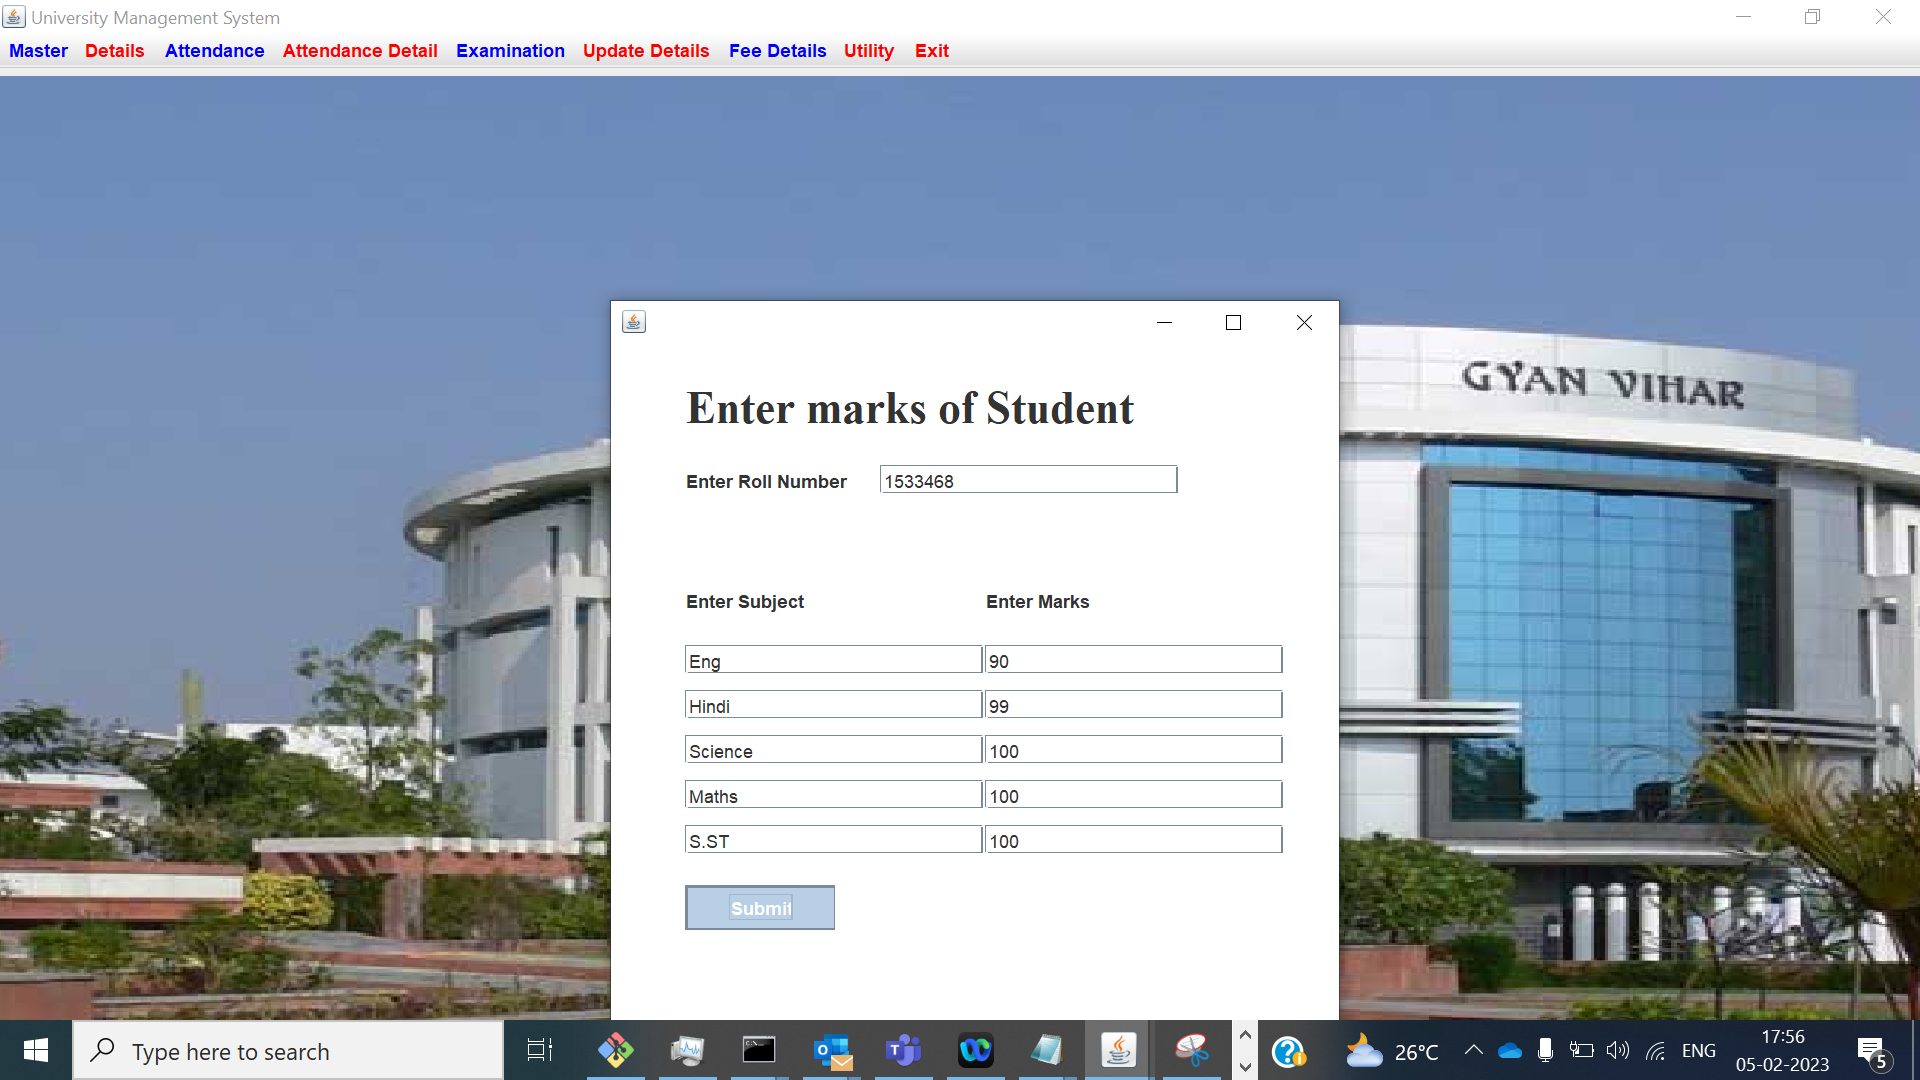 University Management System
Master Details Attendance Attendance Detail Examination Update Details Fee Details Utility Exit
GYAN VIHAR
Enter marks of Student
Enter Roll Number 1533468
Enter Subject Enter Marks
Eng 90
Hindi 99
Science 100
Maths 100
S.ST 100
Submit
Type here to search
26°C
ENG
17:56
05-02-2023
5